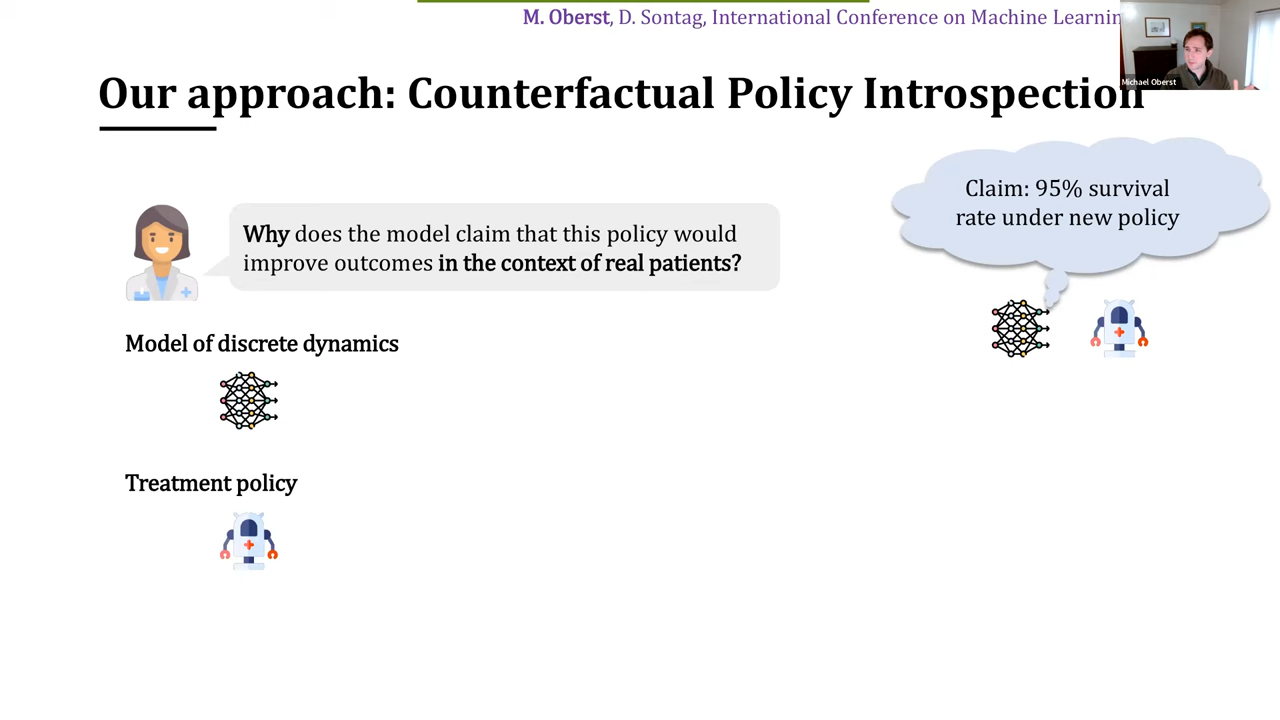 M. Oberst, D. Sontag, International Conference on Machine
Michael Oberst
Our approach: Counterfactual Policy Introspection
Claim: 95% survival
rate under new policy
Why does the model claim that this policy would
improve outcomes in the context of real patients?
Model of discrete dynamics
Treatment policy